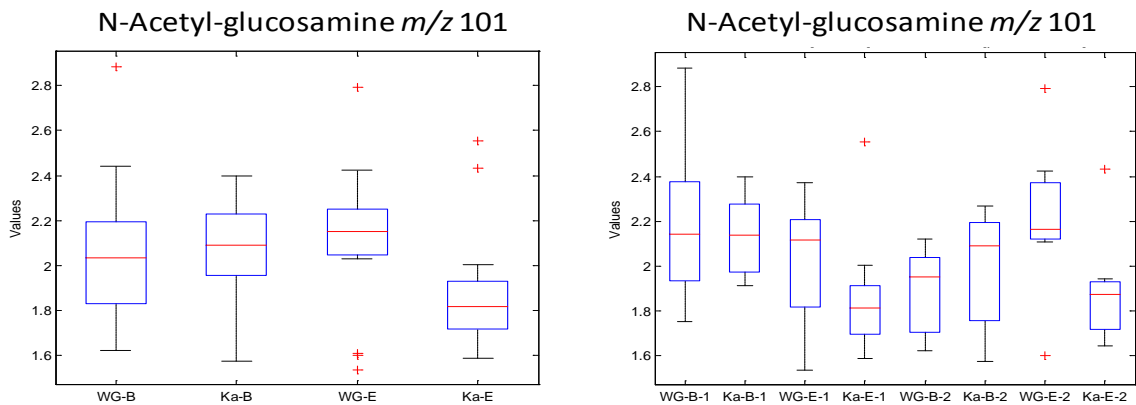 N-Acetyl-glucosamine m/z 101
2.8
2.6
2.4
2.2
2
1.8
1.6
Values
WG-B Ka-B WG-E Ka-E
N-Acetyl-glucosamine m/z 101
2.8
2.6
2.4
2.2
2
1.8
1.6
Values
WG-B-1 Ka-B-1 WG-E-1 Ka-E-1 WG-B-2 Ka-B-2 WG-E-2 Ka-E-2